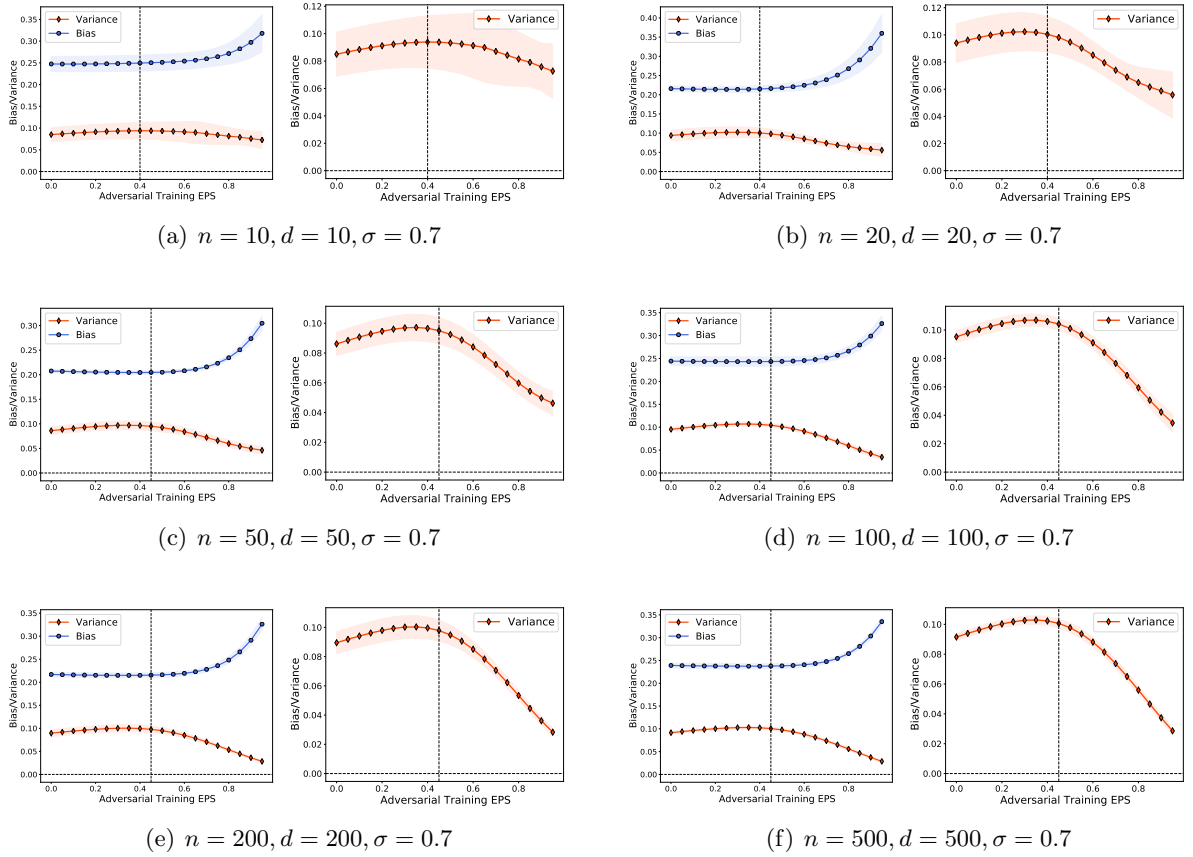 0.35
0.30
0.25
0.20
0.15
0.10
0.05
0.00
Bias/Variance
Variance
Bias
0.0 0.2 0.4 0.6 0.8
Adversarial Training EPS
0.12
0.10
0.08
0.06
0.04
0.02
0.00
Bias/Variance
Variance
0.0 0.2 0.4 0.6 0.8
Adversarial Training EPS
(a) n = 10, d = 10, σ = 0.7
0.40
0.35
0.30
0.25
0.20
0.15
0.10
0.05
0.00
Bias/Variance
Variance
Bias
0.0 0.2 0.4 0.6 0.8
Adversarial Training EPS
0.12
0.10
0.08
0.06
0.04
0.02
0.00
Bias/Variance
Variance
0.0 0.2 0.4 0.6 0.8
Adversarial Training EPS
(b) n = 20, d = 20, σ = 0.7
0.30
0.25
0.20
0.15
0.10
0.05
0.00
Bias/Variance
Variance
Bias
0.0 0.2 0.4 0.6 0.8
Adversarial Training EPS
0.10
0.08
0.06
0.04
0.02
0.00
Bias/Variance
Variance
0.0 0.2 0.4 0.6 0.8
Adversarial Training EPS
(c) n = 50, d = 50, σ = 0.7
0.35
0.30
0.25
0.20
0.15
0.10
0.05
0.00
Bias/Variance
Variance
Bias
0.0 0.2 0.4 0.6 0.8
Adversarial Training EPS
0.10
0.08
0.06
0.04
0.02
0.00
Bias/Variance
Variance
0.0 0.2 0.4 0.6 0.8
Adversarial Training EPS
(d) n = 100, d = 100, σ = 0.7
0.35
0.30
0.25
0.20
0.15
0.10
0.05
0.00
Bias/Variance
Variance
Bias
0.0 0.2 0.4 0.6 0.8
Adversarial Training EPS
0.10
0.08
0.06
0.04
0.02
0.00
Bias/Variance
Variance
0.0 0.2 0.4 0.6 0.8
Adversarial Training EPS
(e) n = 200, d = 200, σ = 0.7
0.35
0.30
0.25
0.20
0.15
0.10
0.05
0.00
Bias/Variance
Variance
Bias
0.0 0.2 0.4 0.6 0.8
Adversarial Training EPS
0.10
0.08
0.06
0.04
0.02
0.00
Bias/Variance
Variance
0.0 0.2 0.4 0.6 0.8
Adversarial Training EPS
(f) n = 500, d = 500, σ = 0.7